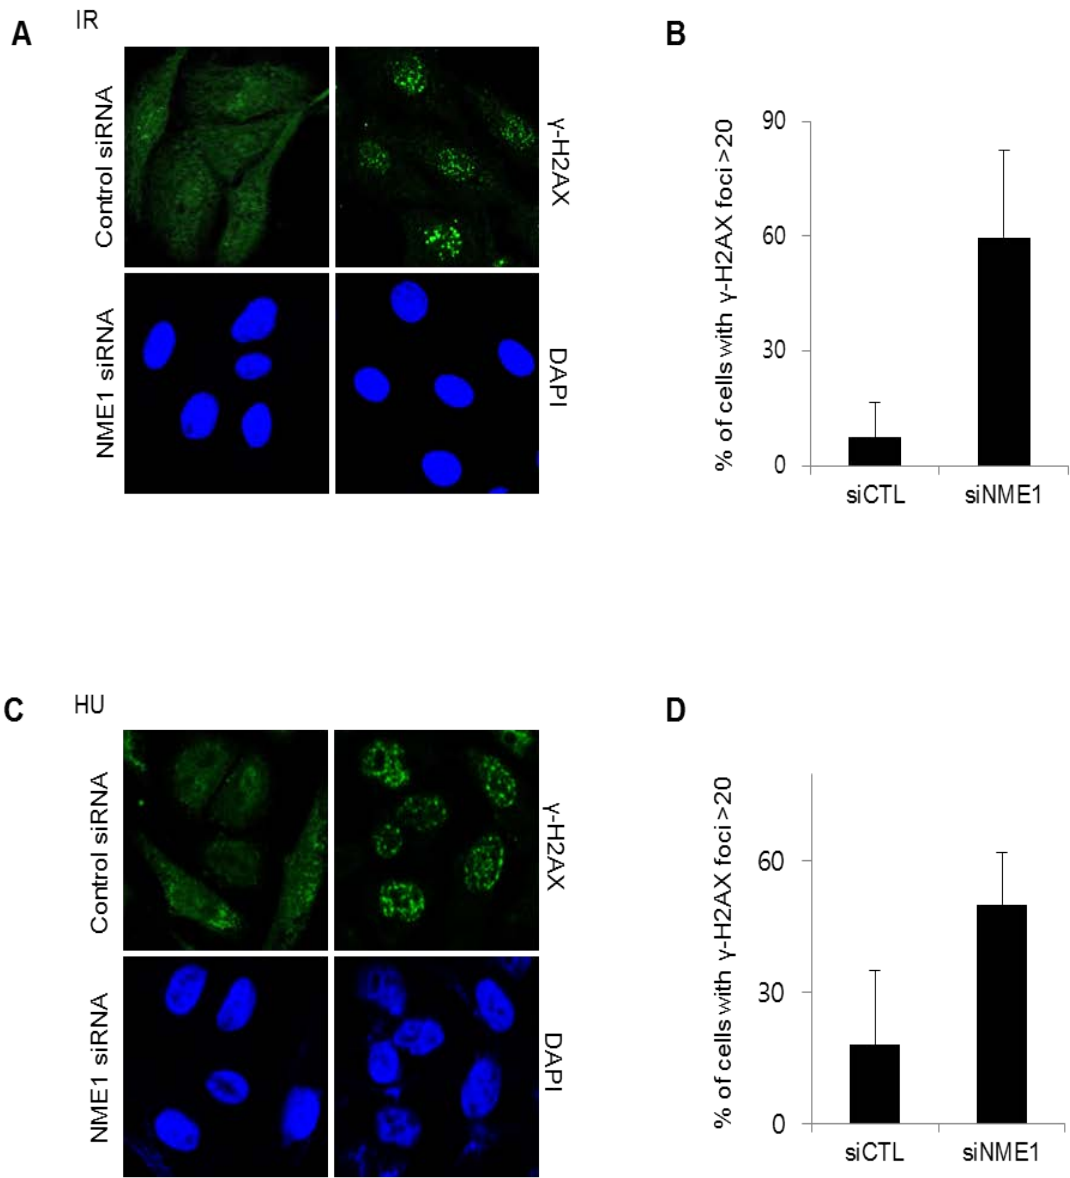 A
IR
Control siRNA
NME1 siRNA
γ-H2AX
DAPI
B
% of cells with γ-H2AX foci >20
90
60
30
0
siCTL
siNME1
C
HU
Control siRNA
NME1 siRNA
γ-H2AX
DAPI
D
% of cells with γ-H2AX foci >20
60
30
0
siCTL
siNME1